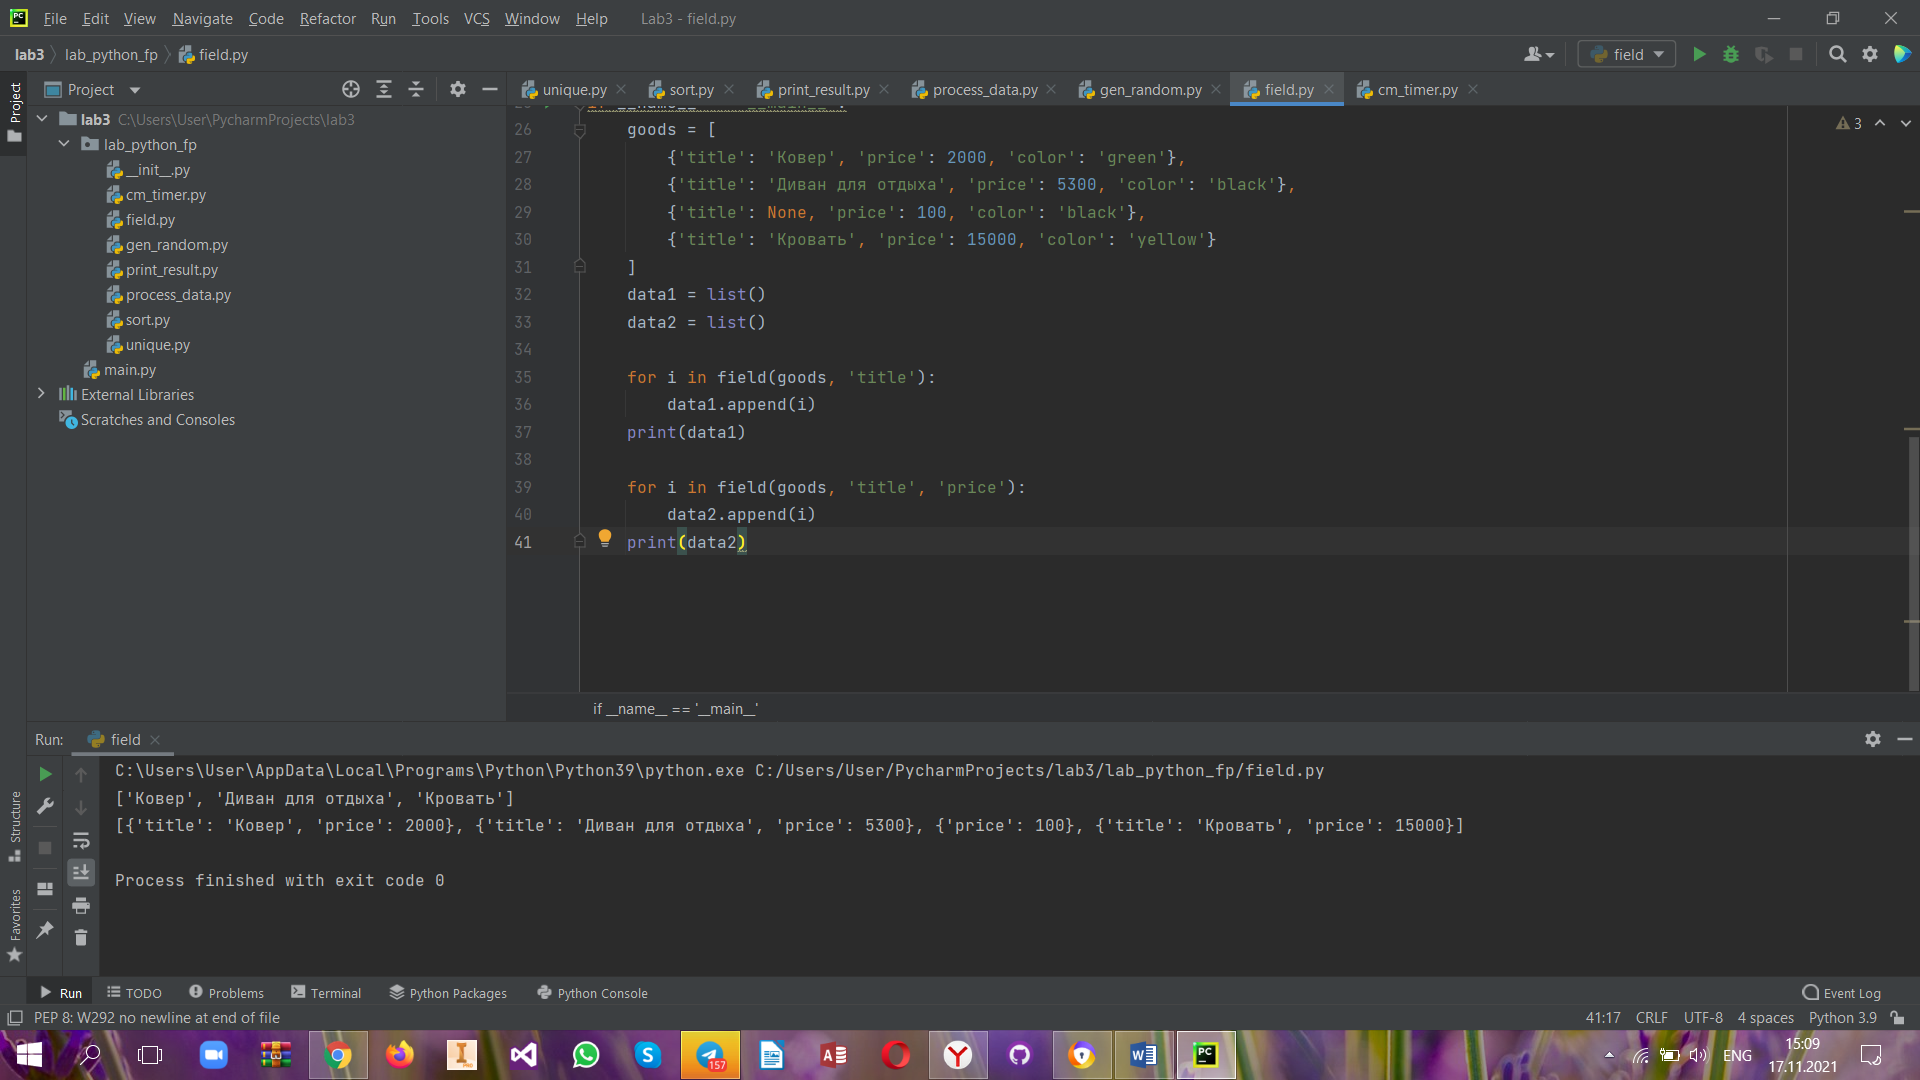 File Edit View Navigate Code Refactor Run Tools VCS Window Help Lab3 - field.py
lab3 lab_python_fp field.py field
Project
Project unique.py sort.py print_result.py process_data.py gen_random.py field.py cm_timer.py
lab3 C:\Users\User\PycharmProjects\lab3
lab_python_fp
__init__.py
cm_timer.py
field.py
gen_random.py
print_result.py
process_data.py
sort.py
unique.py
main.py
External Libraries
Scratches and Consoles
3
26 goods = [
27 {'title': 'Ковер', 'price': 2000, 'color': 'green'},
28 {'title': 'Диван для отдыха', 'price': 5300, 'color': 'black'},
29 {'title': None, 'price': 100, 'color': 'black'},
30 {'title': 'Кровать', 'price': 15000, 'color': 'yellow'}
31 ]
32 data1 = list()
33 data2 = list()
34
35 for i in field(goods, 'title'):
36 data1.append(i)
37 print(data1)
38
39 for i in field(goods, 'title', 'price'):
40 data2.append(i)
41 print(data2)
if __name__ == '__main__'
Run: field
C:\Users\User\AppData\Local\Programs\Python\Python39\python.exe C:/Users/User/PycharmProjects/lab3/lab_python_fp/field.py
['Ковер', 'Диван для отдыха', 'Кровать']
[{'title': 'Ковер', 'price': 2000}, {'title': 'Диван для отдыха', 'price': 5300}, {'price': 100}, {'title': 'Кровать', 'price': 15000}]
Process finished with exit code 0
Structure
Favorites
Run TODO Problems Terminal Python Packages Python Console Event Log
PEP 8: W292 no newline at end of file 41:17 CRLF UTF-8 4 spaces Python 3.9
157
ENG
15:09
17.11.2021